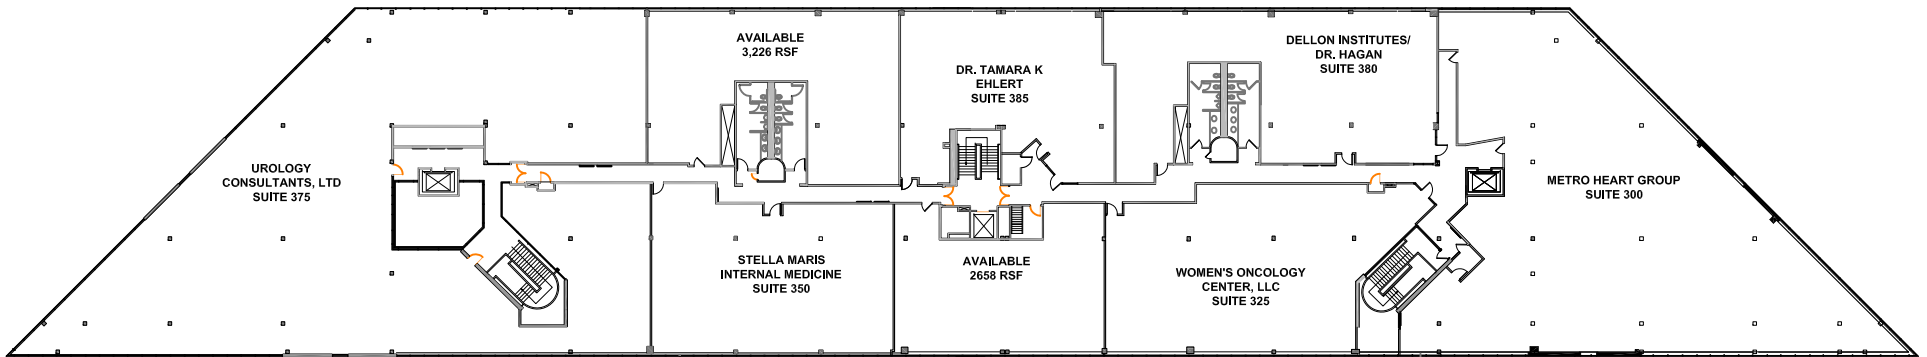 AVAILABLE
3,226 RSF
DR. TAMARA K
EHLERT
SUITE 385
DELLON INSTITUTES/
DR. HAGAN
SUITE 380
UROLOGY
CONSULTANTS, LTD
SUITE 375
METRO HEART GROUP
SUITE 300
STELLA MARIS
INTERNAL MEDICINE
SUITE 350
AVAILABLE
2658 RSF
WOMEN'S ONCOLOGY
CENTER, LLC
SUITE 325